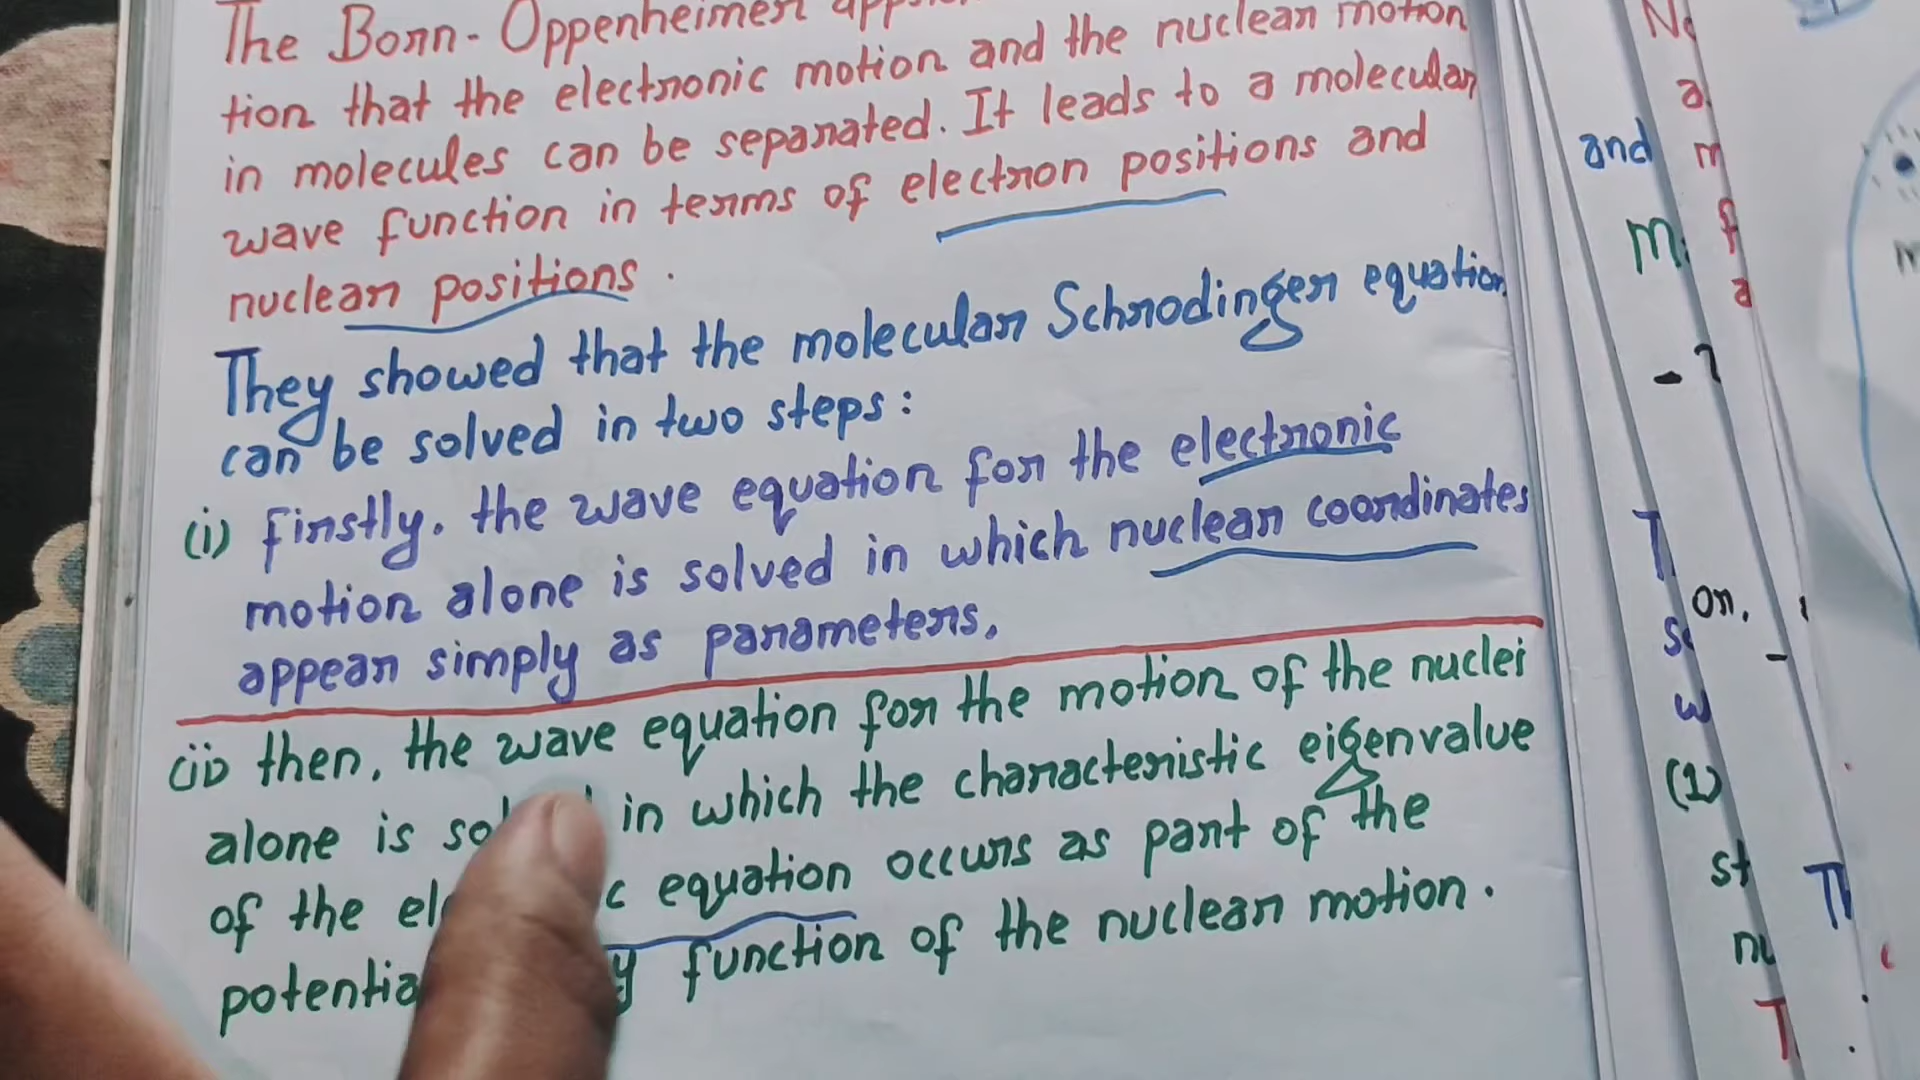 The Born-Oppenheimer
tion that the electronic motion and the nuclear motion
in molecules can be separated. It leads to a molecular
wave function in terms of electron positions and
nuclear positions.
They showed that the molecular Schrodinger equation
can be solved in two steps:
(i) firstly, the wave equation for the electronic
motion alone is solved in which nuclear coordinates
appear simply as parameters.
(ii) then, the wave equation for the motion of the nuclei
alone is in which the characteristic eigenvalue
of the equation occurs as part of the
function of the nuclear motion.
and
on.
(1)